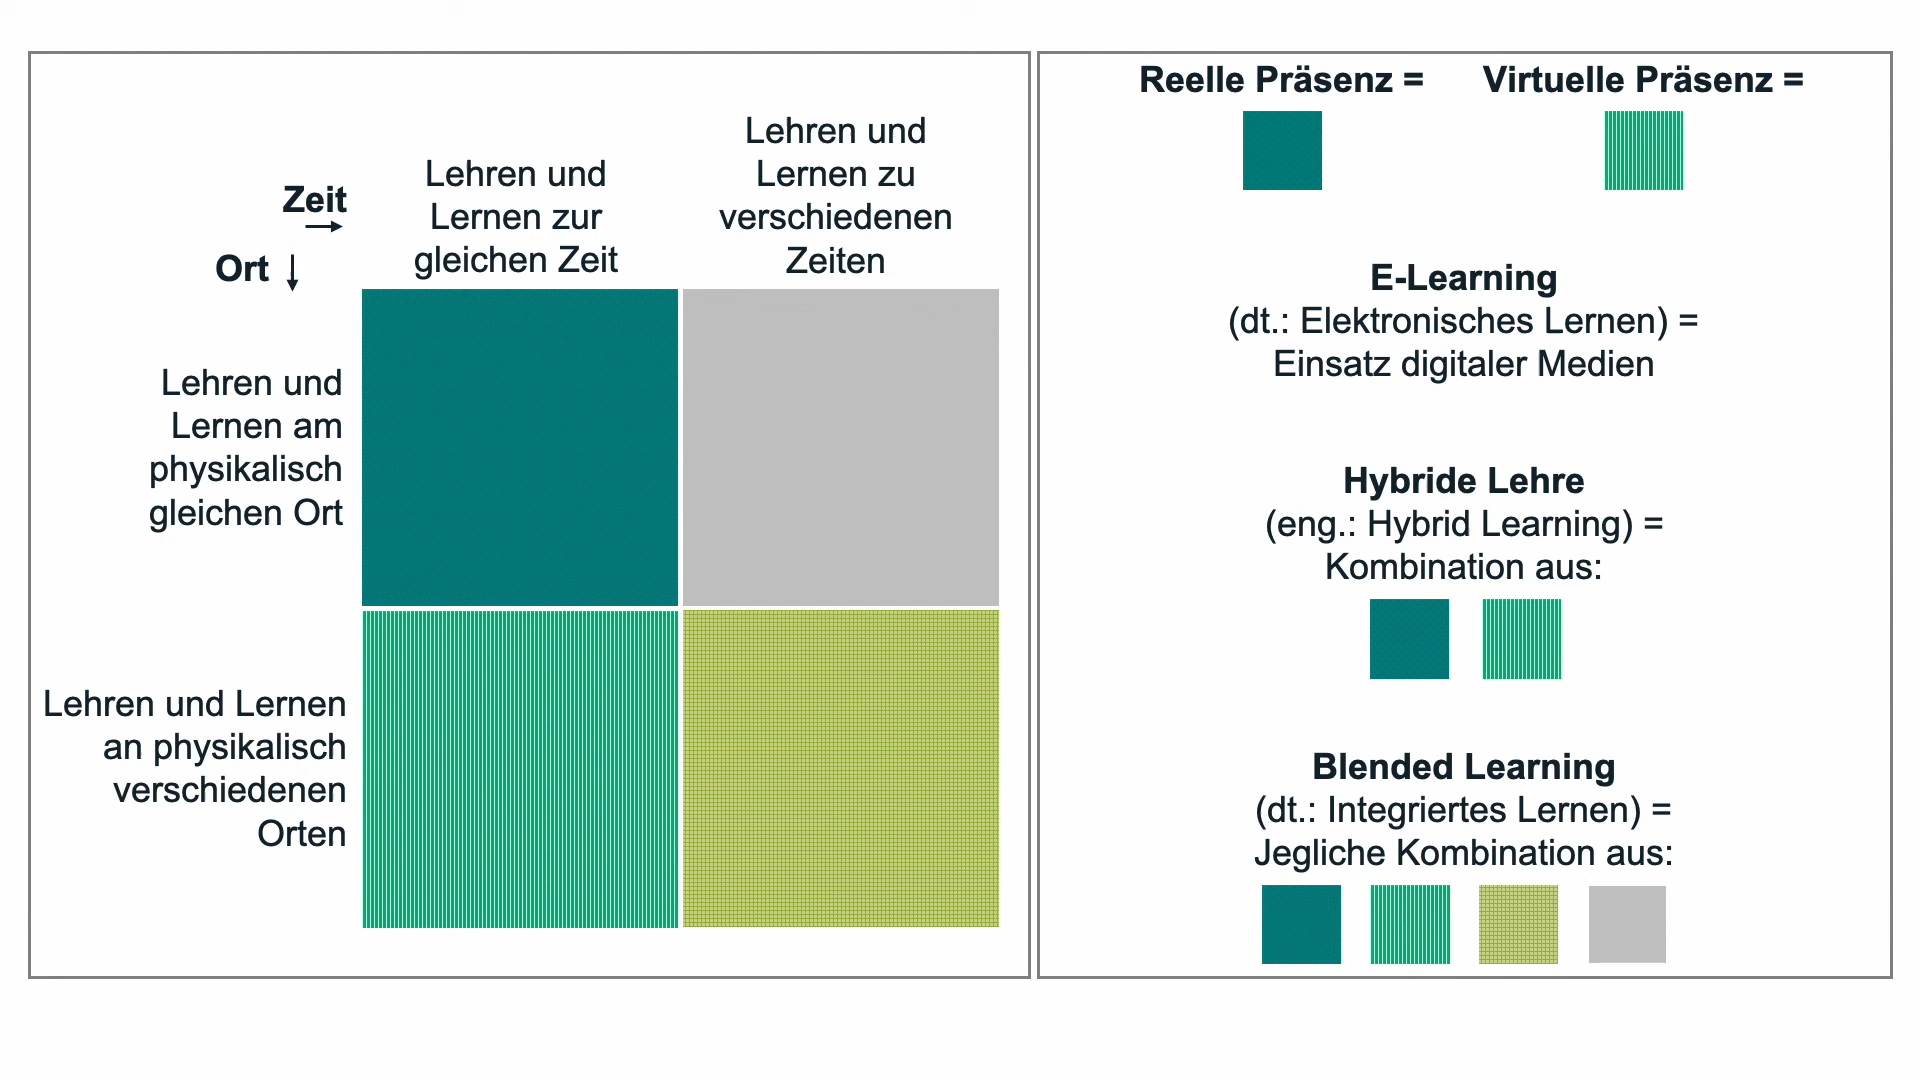 Zeit
Ort
Lehren und
Lernen zur
gleichen Zeit
Lehren und
Lernen zu
verschiedenen
Zeiten
Lehren und
Lernen am
physikalisch
gleichen Ort
Lehren und Lernen
an physikalisch
verschiedenen
Orten
Reelle Präsenz =
Virtuelle Präsenz =
E-Learning
(dt.: Elektronisches Lernen) =
Einsatz digitaler Medien
Hybride Lehre
(eng.: Hybrid Learning) =
Kombination aus:
Blended Learning
(dt.: Integriertes Lernen) =
Jegliche Kombination aus: